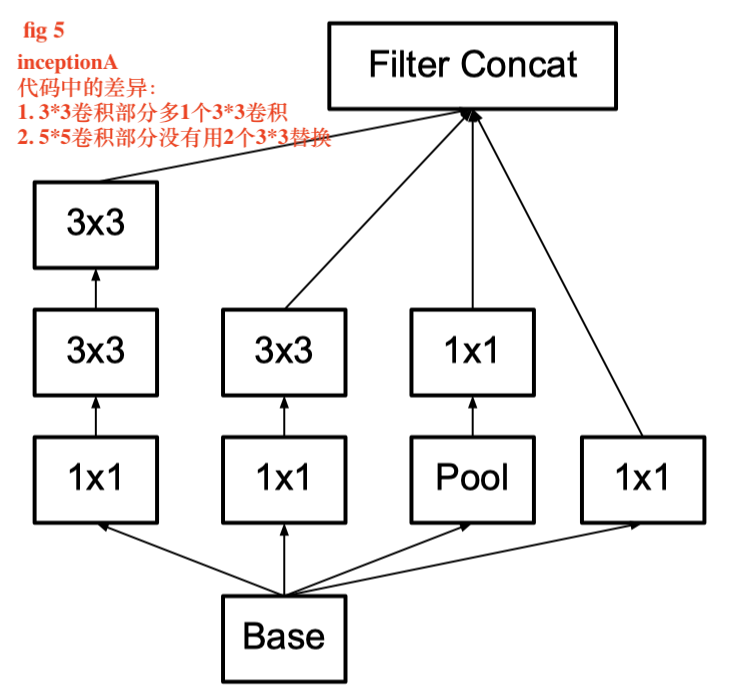 fig 5
inceptionA
代码中的差异：
1. 3*3卷积部分多1个3*3卷积
2. 5*5卷积部分没有用2个3*3替换
Filter Concat
3x3
3x3 3x3 1x1
1x1 1x1 Pool 1x1
Base